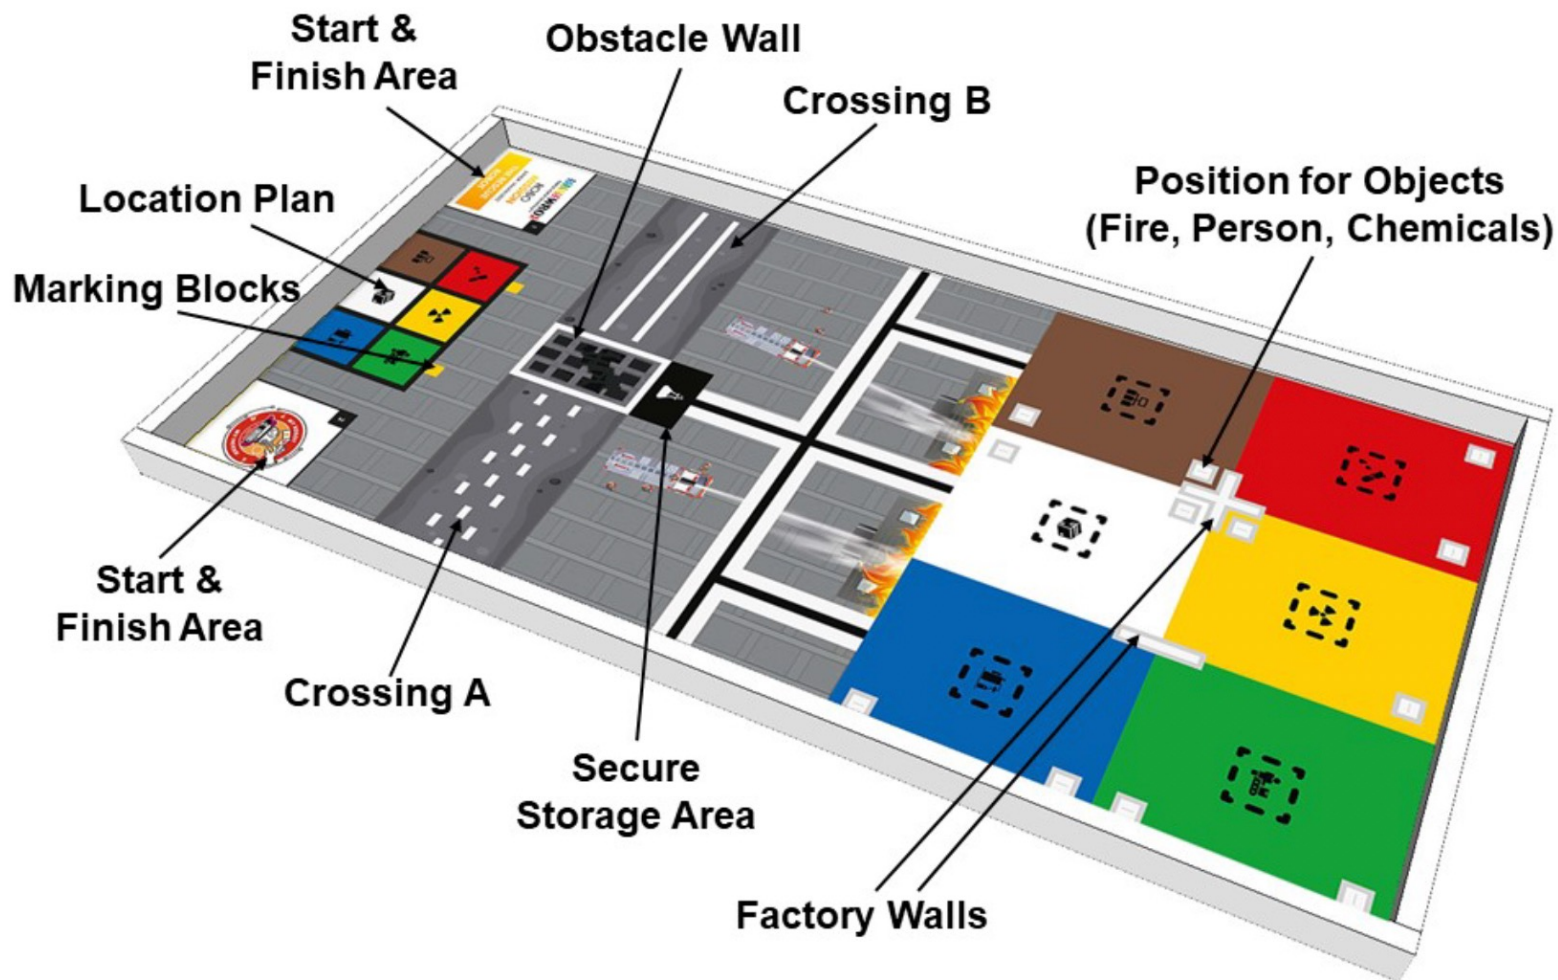 Start &
Finish Area
Obstacle Wall
Crossing B
Position for Objects
(Fire, Person, Chemicals)
Location Plan
Marking Blocks
Start &
Finish Area
Crossing A
Secure
Storage Area
Factory Walls